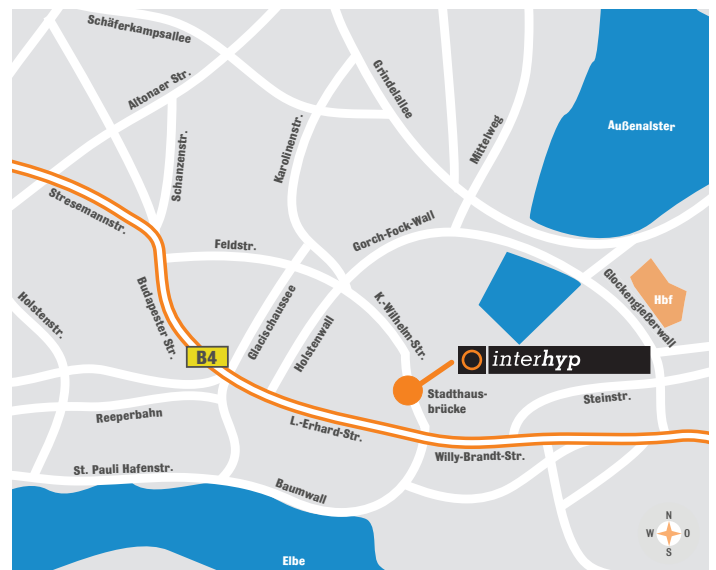 Schäferkampsallee
Altonaer Str.
Grindelallee
Außenalster
Mittelweg
Karolinenstr.
Schanzenstr.
Stresemannstr.
Gorch-Fock-Wall
Feldstr.
Glockengießerwall
Hbf
Budapester Str.
Holstenstr.
Glacischaussee
Holstenwall
K.-Wilhelm-Str.
B4
interhyp
Stadthaus-
brücke
Steinstr.
Reeperbahn
L.-Erhard-Str.
Willy-Brandt-Str.
St. Pauli Hafenstr.
Baumwall
Elbe
N
W
O
S